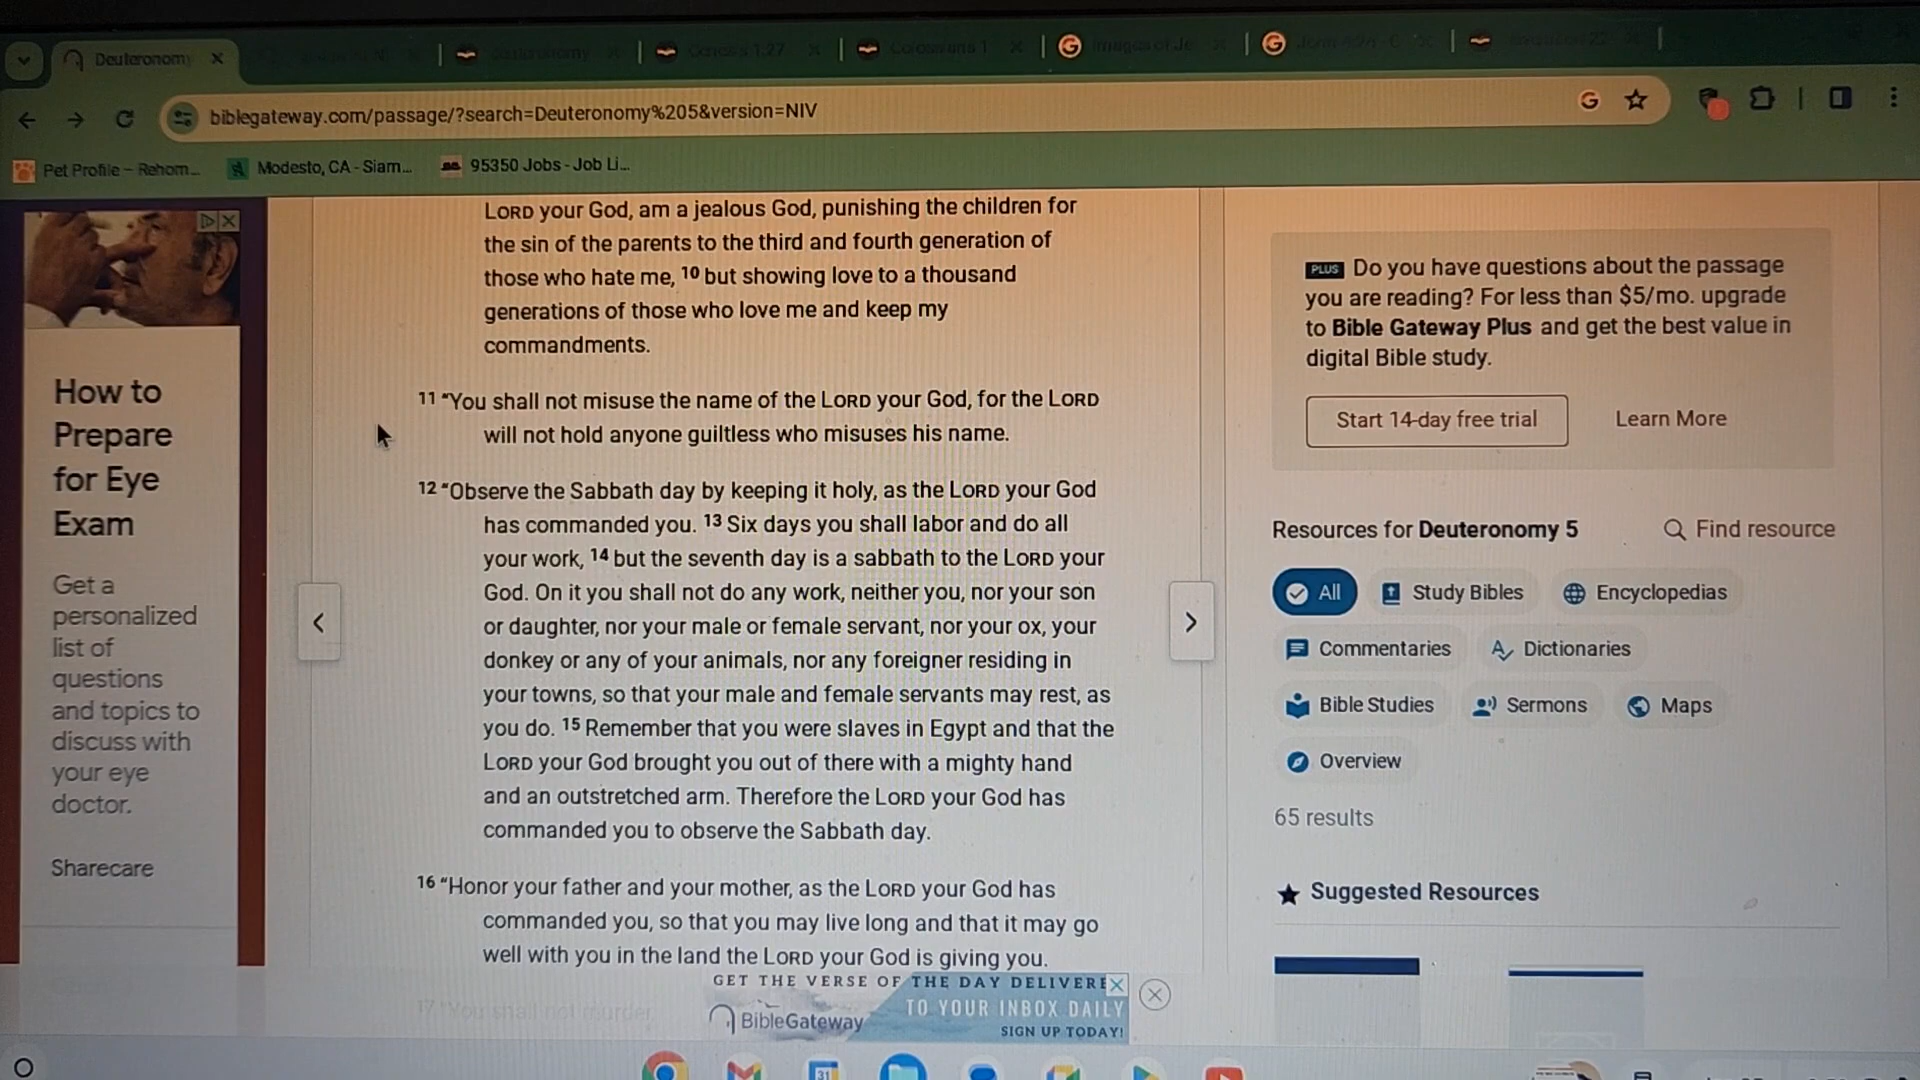 Deuteronomy
Genesis 1:27
Colossians 1
biblegateway.com/passage/?search=Deuteronomy%205&version=NIV
Pet Profile – Rehom...
Modesto, CA - Siam...
95350 Jobs - Job Li...
LORD your God, am a jealous God, punishing the children for
the sin of the parents to the third and fourth generation of
those who hate me, 10 but showing love to a thousand
generations of those who love me and keep my
commandments.
11 “You shall not misuse the name of the LORD your God, for the LORD
will not hold anyone guiltless who misuses his name.
12 “Observe the Sabbath day by keeping it holy, as the LORD your God
has commanded you. 13 Six days you shall labor and do all
your work, 14 but the seventh day is a sabbath to the LORD your
God. On it you shall not do any work, neither you, nor your son
or daughter, nor your male or female servant, nor your ox, your
donkey or any of your animals, nor any foreigner residing in
your towns, so that your male and female servants may rest, as
you do. 15 Remember that you were slaves in Egypt and that the
LORD your God brought you out of there with a mighty hand
and an outstretched arm. Therefore the LORD your God has
commanded you to observe the Sabbath day.
16 “Honor your father and your mother, as the LORD your God has
commanded you, so that you may live long and that it may go
well with you in the land the LORD your God is giving you.
17 “You shall not murder.
How to
Prepare
for Eye
Exam
Get a
personalized
list of
questions
and topics to
discuss with
your eye
doctor.
Sharecare
PLUS Do you have questions about the passage
you are reading? For less than $5/mo. upgrade
to Bible Gateway Plus and get the best value in
digital Bible study.
Start 14-day free trial
Learn More
Resources for Deuteronomy 5
Find resource
All
Study Bibles
Encyclopedias
Commentaries
Dictionaries
Bible Studies
Sermons
Maps
Overview
65 results
Suggested Resources
GET THE VERSE OF THE DAY DELIVERE
TO YOUR INBOX DAILY
BibleGateway
SIGN UP TODAY!
31